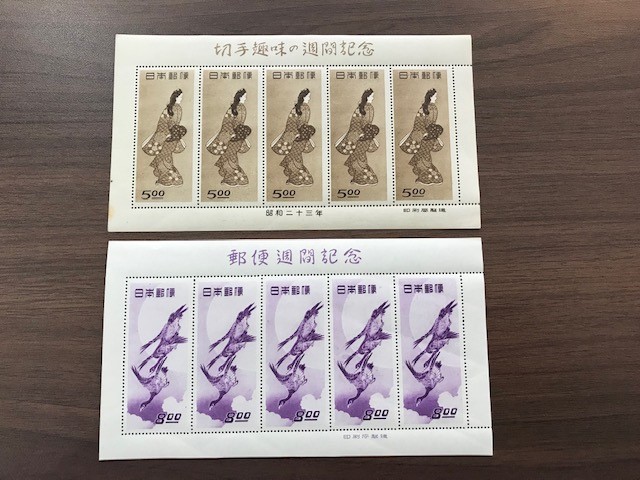 切手趣味の週間記念
日本郵便 日本郵便 日本郵便 日本郵便 日本郵便
5.00 5.00 5.00 5.00 5.00
昭和二十三年 印刷庁製造
郵便週間記念
日本郵便 日本郵便 日本郵便 日本郵便 日本郵便
8.00 8.00 8.00 8.00 8.00
印刷庁製造